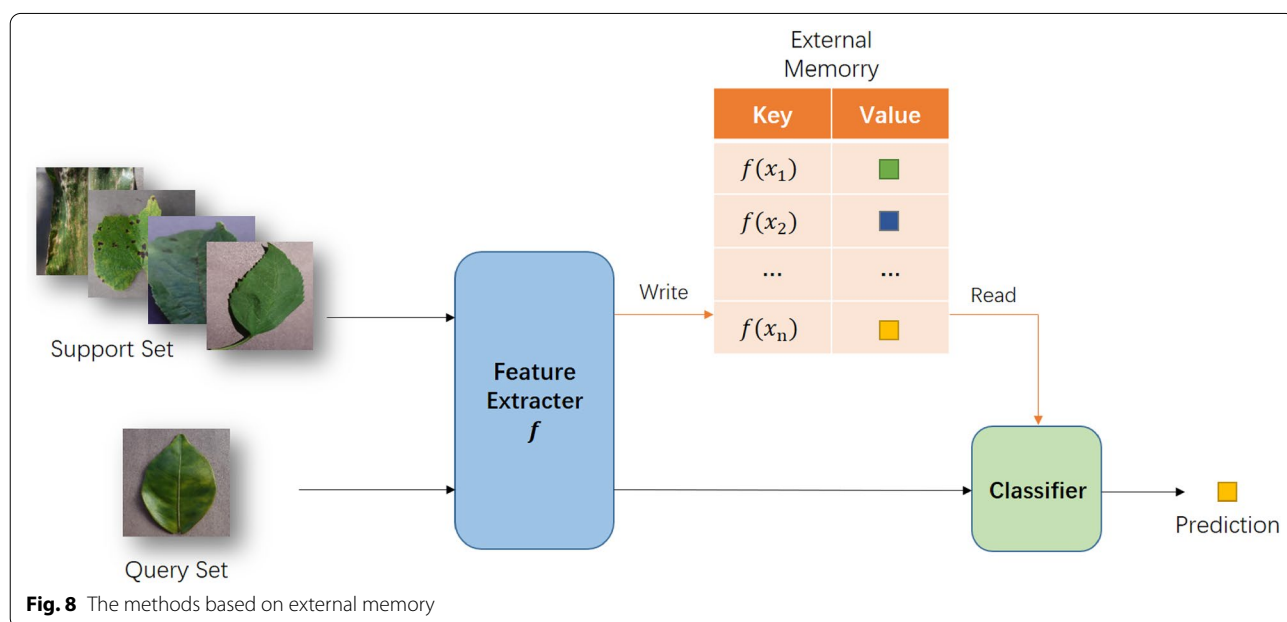 External
Memorry
Key Value
f(x₁)
f(x₂)
... ...
f(xₙ)
Write
Read
Support Set
Feature
Extracter
f
Classifier
Prediction
Query Set
Fig. 8 The methods based on external memory